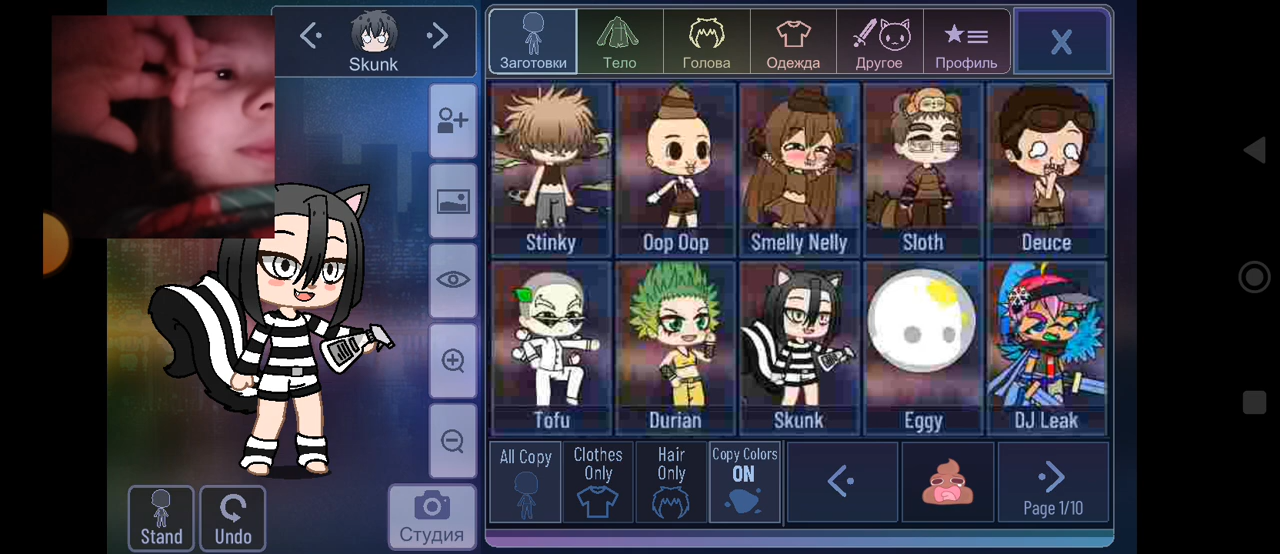 Skunk
Заготовки
Тело
Голова
Одежда
Другое
Профиль
Stinky
Oop Oop
Smelly Nelly
Sloth
Deuce
Tofu
Durian
Skunk
Eggy
DJ Leak
All Copy
Clothes
Only
Hair
Only
Copy Colors
ON
Page 1/10
Stand
Undo
Студия